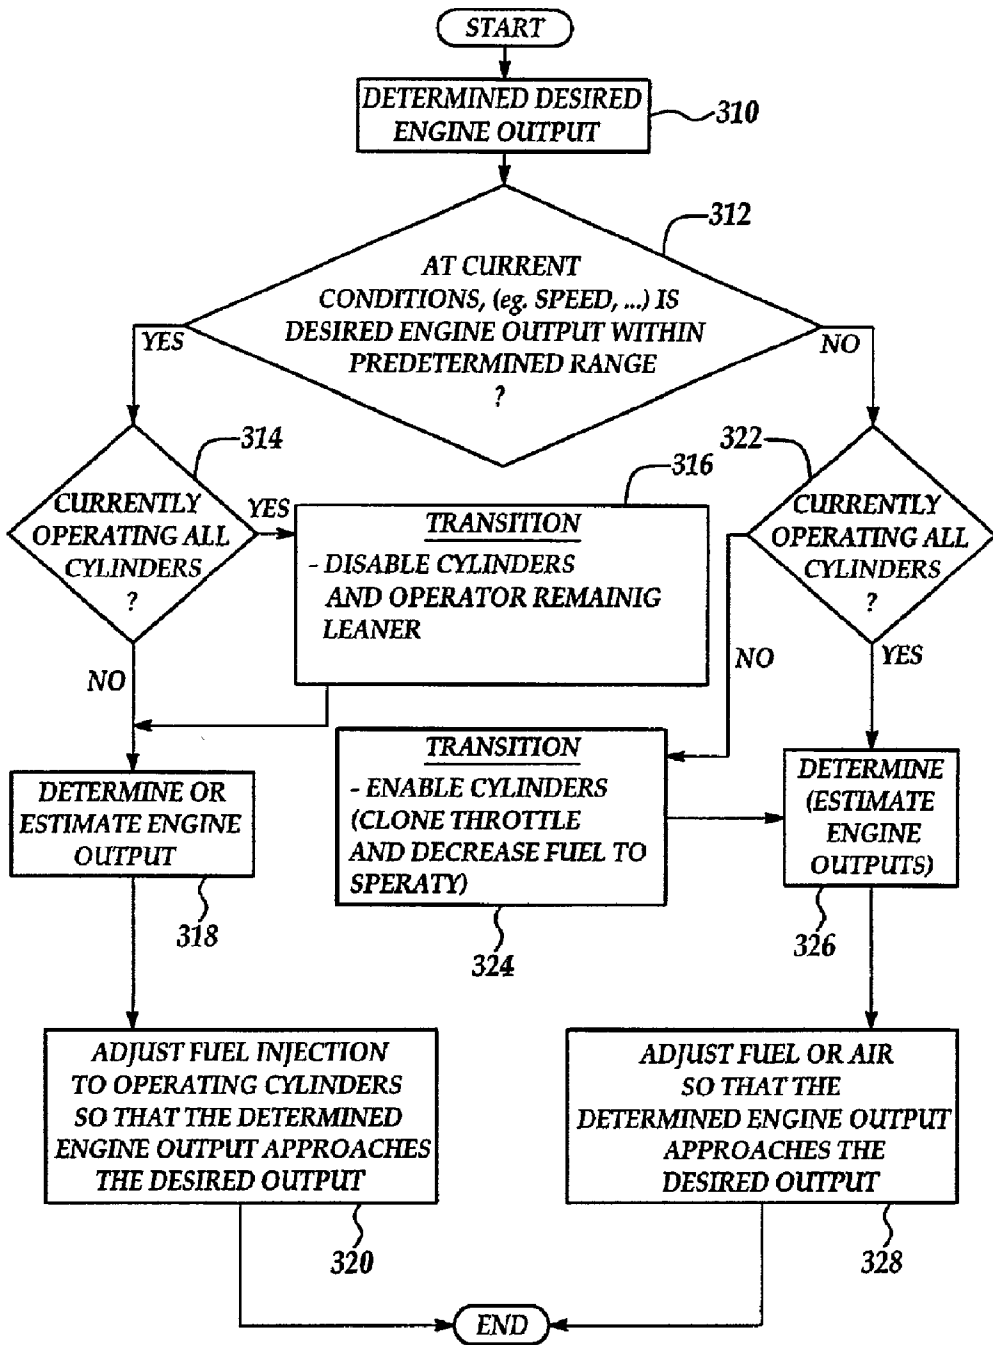 START
DETERMINED DESIRED
ENGINE OUTPUT
310
312
AT CURRENT
CONDITIONS, (eg. SPEED, ...) IS
DESIRED ENGINE OUTPUT WITHIN
PREDETERMINED RANGE
?
YES
NO
314
CURRENTLY
OPERATING ALL
CYLINDERS
?
YES
NO
316
TRANSITION
- DISABLE CYLINDERS
AND OPERATOR REMAINIG
LEANER
322
CURRENTLY
OPERATING ALL
CYLINDERS
?
NO
YES
TRANSITION
- ENABLE CYLINDERS
(CLONE THROTTLE
AND DECREASE FUEL TO
SPERATY)
324
DETERMINE OR
ESTIMATE ENGINE
OUTPUT
318
DETERMINE
(ESTIMATE
ENGINE
OUTPUTS)
326
ADJUST FUEL INJECTION
TO OPERATING CYLINDERS
SO THAT THE DETERMINED
ENGINE OUTPUT APPROACHES
THE DESIRED OUTPUT
320
ADJUST FUEL OR AIR
SO THAT THE
DETERMINED ENGINE OUTPUT
APPROACHES THE
DESIRED OUTPUT
328
END